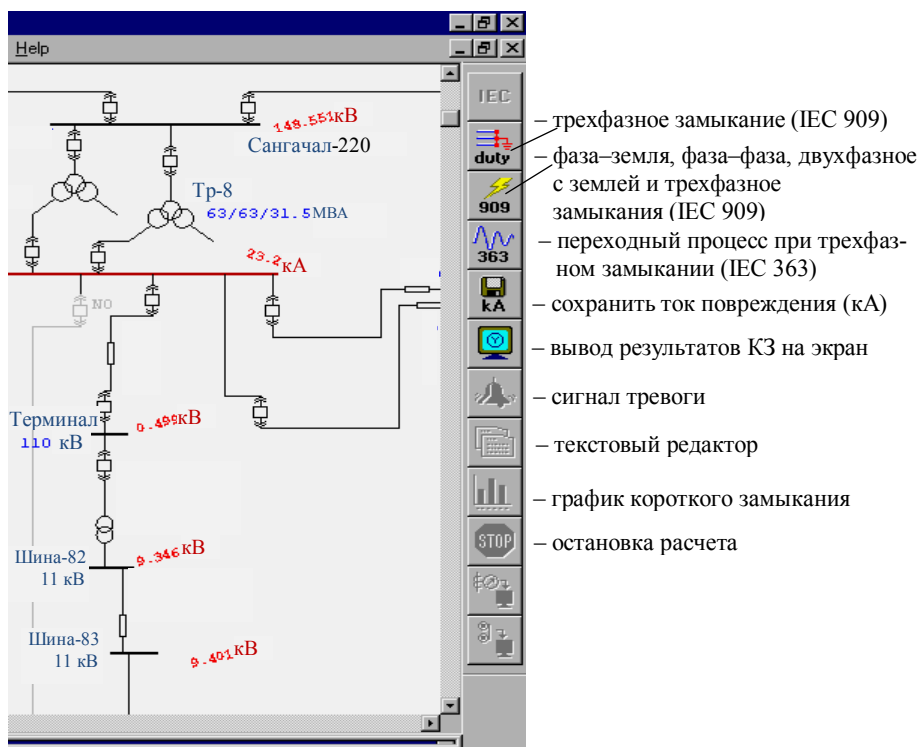 Help
IEC
148.551кВ
Сангачал-220
duty
– трехфазное замыкание (IEC 909)
Тр-8
63/63/31.5МВА
909
– фаза–земля, фаза–фаза, двухфазное
с землей и трехфазное
замыкания (IEC 909)
23.2кА
363
– переходный процесс при трехфаз-
ном замыкании (IEC 363)
NO
kA
– сохранить ток повреждения (кА)
– вывод результатов КЗ на экран
– сигнал тревоги
Терминал
110 кВ
0.499кВ
– текстовый редактор
– график короткого замыкания
STOP
– остановка расчета
Шина-82
11 кВ
9.346кВ
Шина-83
11 кВ
9.401кВ